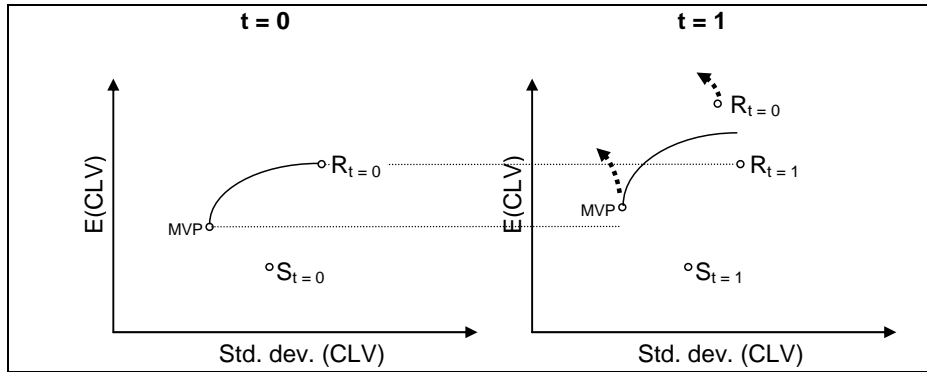 t = 0
t = 1
E(CLV)
R t = 0
MVP
S t = 0
Std. dev. (CLV)
E(CLV)
R t = 0
R t = 1
MVP
S t = 1
Std. dev. (CLV)